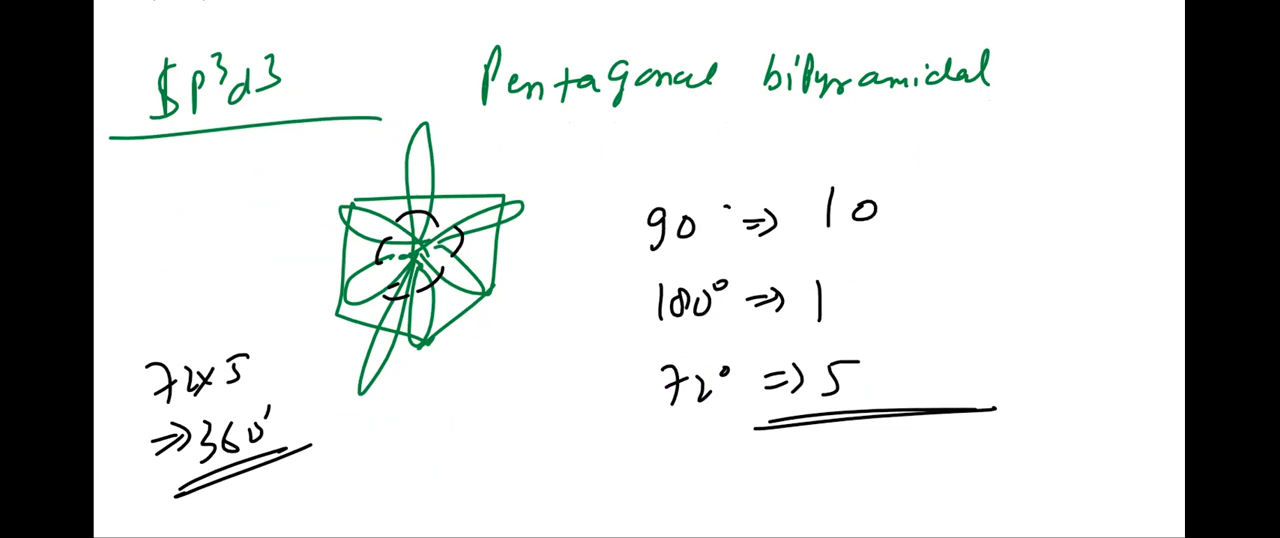 sp³d³ Pentagonal bipyramidal
90° => 10
180° => 1
72° => 5
72×5
=> 360°